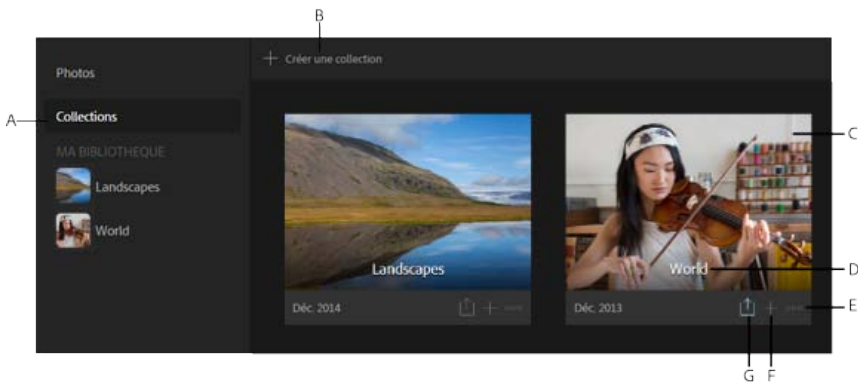 B
Créer une collection
Photos
A
Collections
C
MA BIBLIOTHEQUE
Landscapes
World
Landscapes
World
D
Déc. 2014
Déc. 2013
E
G
F